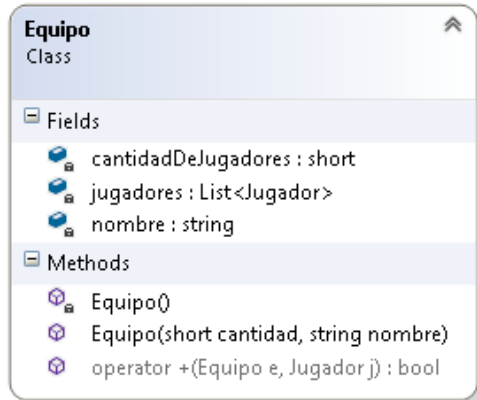 Equipo
Class
Fields
cantidadDeJugadores : short
jugadores : List<Jugador>
nombre : string
Methods
Equipo()
Equipo(short cantidad, string nombre)
operator +(Equipo e, Jugador j) : bool